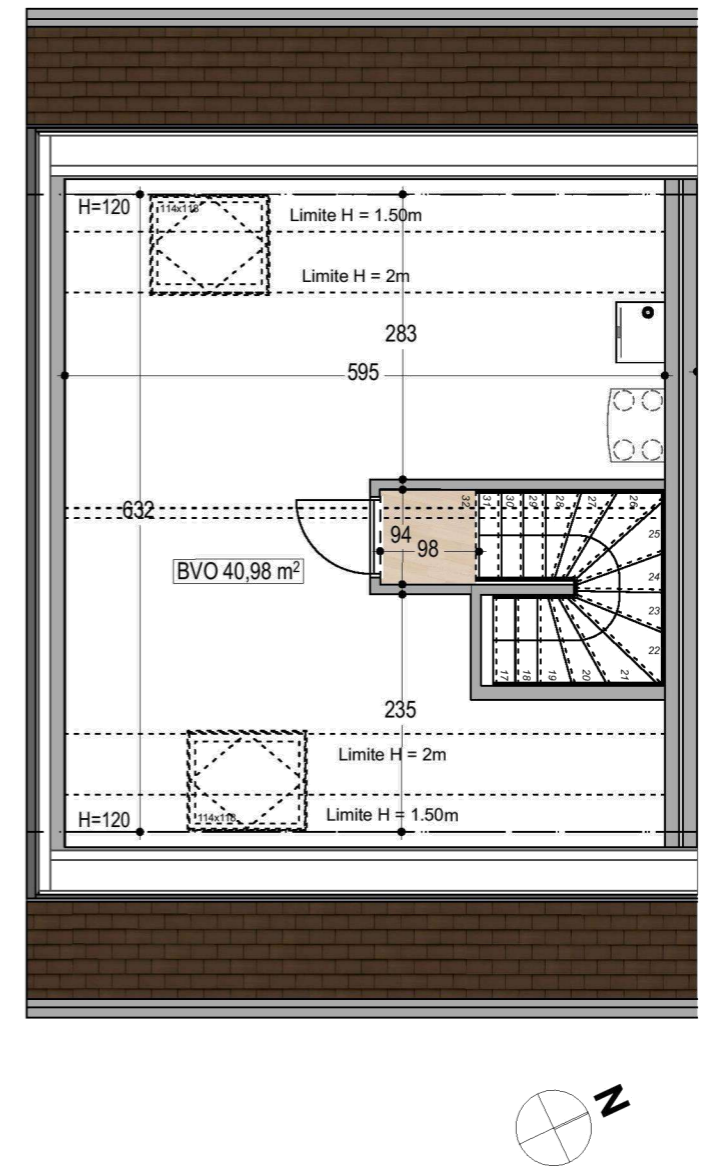 H=120
114x118
Limite H = 1.50m
Limite H = 2m
283
595
632
32
31
30
29
28
27
26
25
24
23
22
21
20
19
18
17
94
98
BVO 40,98 m²
235
Limite H = 2m
H=120
114x118
Limite H = 1.50m
N